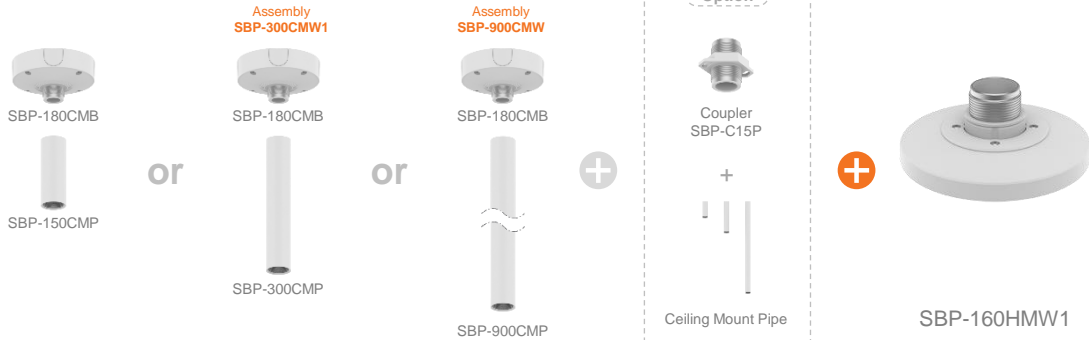 Assembly
SBP-300CMW1
Assembly
SBP-900CMW
Option
SBP-180CMB
SBP-180CMB
SBP-180CMB
Coupler
SBP-C15P
or
or
+
SBP-150CMP
SBP-300CMP
SBP-900CMP
Ceiling Mount Pipe
SBP-160HMW1